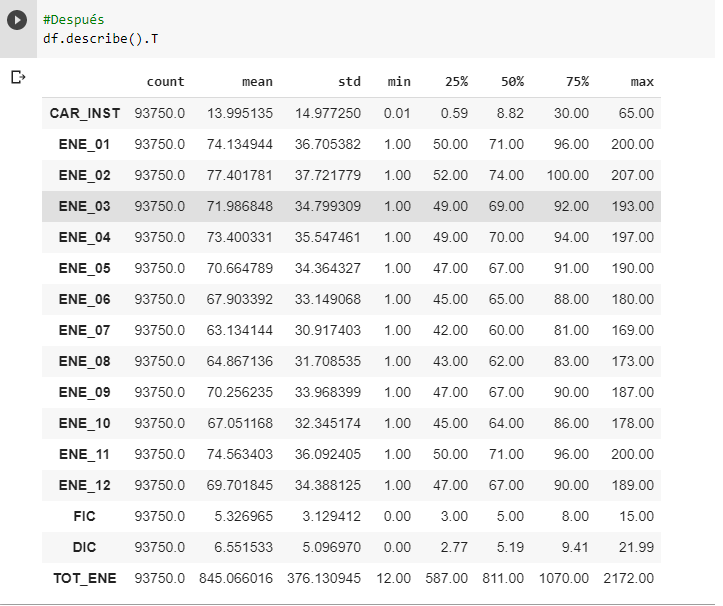 #Después
df.describe().T
count mean std min 25% 50% 75% max
CAR_INST 93750.0 13.995135 14.977250 0.01 0.59 8.82 30.00 65.00
ENE_01 93750.0 74.134944 36.705382 1.00 50.00 71.00 96.00 200.00
ENE_02 93750.0 77.401781 37.721779 1.00 52.00 74.00 100.00 207.00
ENE_03 93750.0 71.986848 34.799309 1.00 49.00 69.00 92.00 193.00
ENE_04 93750.0 73.400331 35.547461 1.00 49.00 70.00 94.00 197.00
ENE_05 93750.0 70.664789 34.364327 1.00 47.00 67.00 91.00 190.00
ENE_06 93750.0 67.903392 33.149068 1.00 45.00 65.00 88.00 180.00
ENE_07 93750.0 63.134144 30.917403 1.00 42.00 60.00 81.00 169.00
ENE_08 93750.0 64.867136 31.708535 1.00 43.00 62.00 83.00 173.00
ENE_09 93750.0 70.256235 33.968399 1.00 47.00 67.00 90.00 187.00
ENE_10 93750.0 67.051168 32.345174 1.00 45.00 64.00 86.00 178.00
ENE_11 93750.0 74.563403 36.092405 1.00 50.00 71.00 96.00 200.00
ENE_12 93750.0 69.701845 34.388125 1.00 47.00 67.00 90.00 189.00
FIC 93750.0 5.326965 3.129412 0.00 3.00 5.00 8.00 15.00
DIC 93750.0 6.551533 5.096970 0.00 2.77 5.19 9.41 21.99
TOT_ENE 93750.0 845.066016 376.130945 12.00 587.00 811.00 1070.00 2172.00